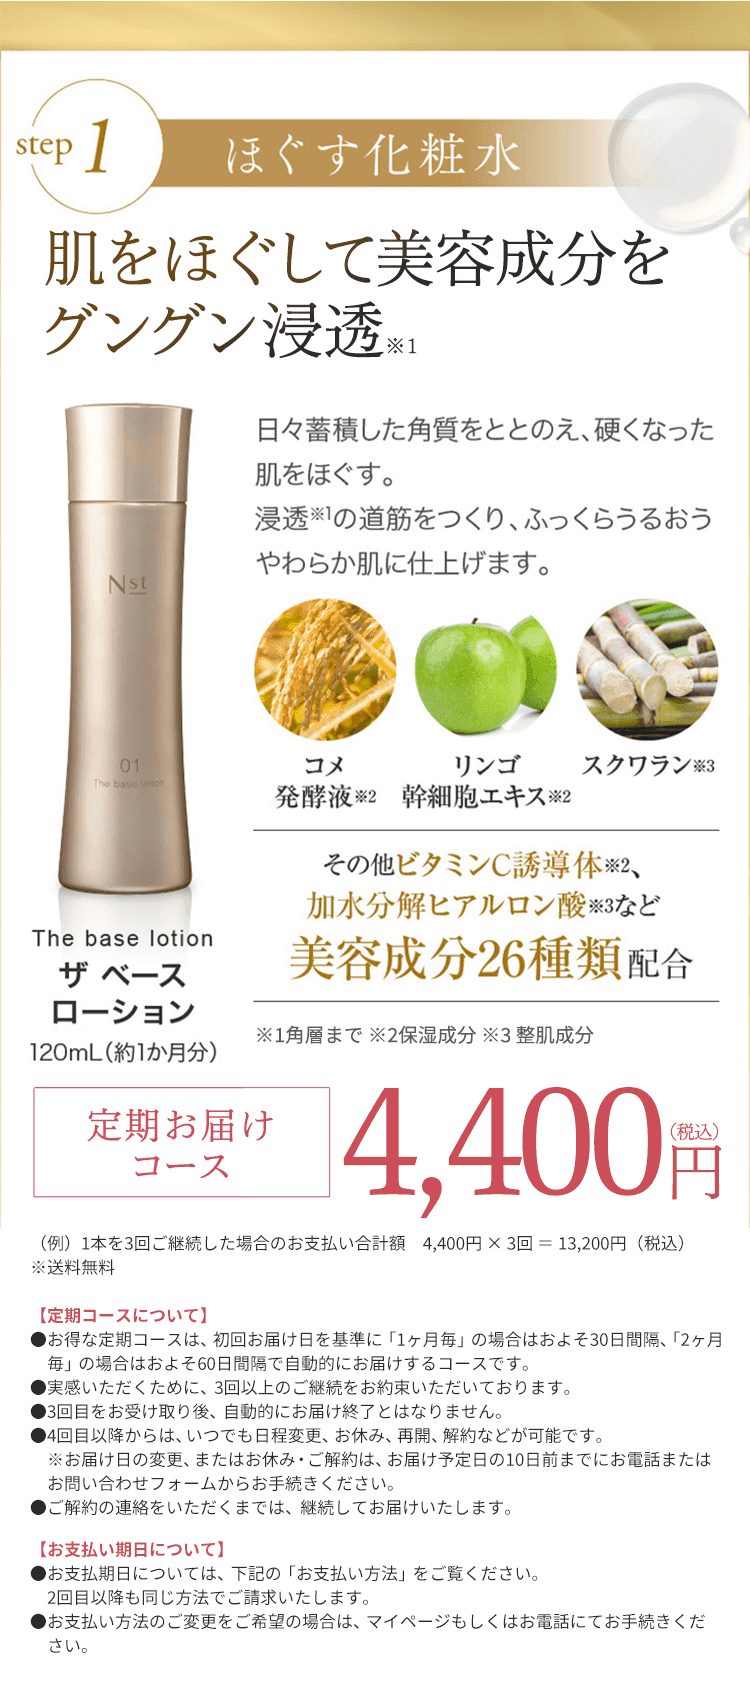 step 1
ほぐす化粧水
肌をほぐして美容成分を
グングン浸透※1
日々蓄積した角質をととのえ、硬くなった
肌をほぐす。
浸透※1の道筋をつくり、ふっくらうるおう
やわらか肌に仕上げます。
Nst
01
The base lotion
コメ
発酵液※2
リンゴ
幹細胞エキス※2
スクワラン※3
その他ビタミンC誘導体※2、
加水分解ヒアルロン酸※3など
美容成分26種類配合
The base lotion
ザ ベース
ローション
120mL(約1か月分)
※1角層まで ※2保湿成分 ※3 整肌成分
定期お届け
コース
4,400円(税込)
（例）1本を3回ご継続した場合のお支払い合計額　4,400円 × 3回 ＝ 13,200円（税込）
※送料無料
【定期コースについて】
●お得な定期コースは、初回お届け日を基準に「1ヶ月毎」の場合はおよそ30日間隔、「2ヶ月
毎」の場合はおよそ60日間隔で自動的にお届けするコースです。
●実感いただくために、3回以上のご継続をお約束いただいております。
●3回目をお受け取り後、自動的にお届け終了とはなりません。
●4回目以降からは、いつでも日程変更、お休み、再開、解約などが可能です。
※お届け日の変更、またはお休み・ご解約は、お届け予定日の10日前までにお電話または
お問い合わせフォームからお手続きください。
●ご解約の連絡をいただくまでは、継続してお届けいたします。
【お支払い期日について】
●お支払期日については、下記の「お支払い方法」をご覧ください。
2回目以降も同じ方法でご請求いたします。
●お支払い方法のご変更をご希望の場合は、マイページもしくはお電話にてお手続きくだ
さい。